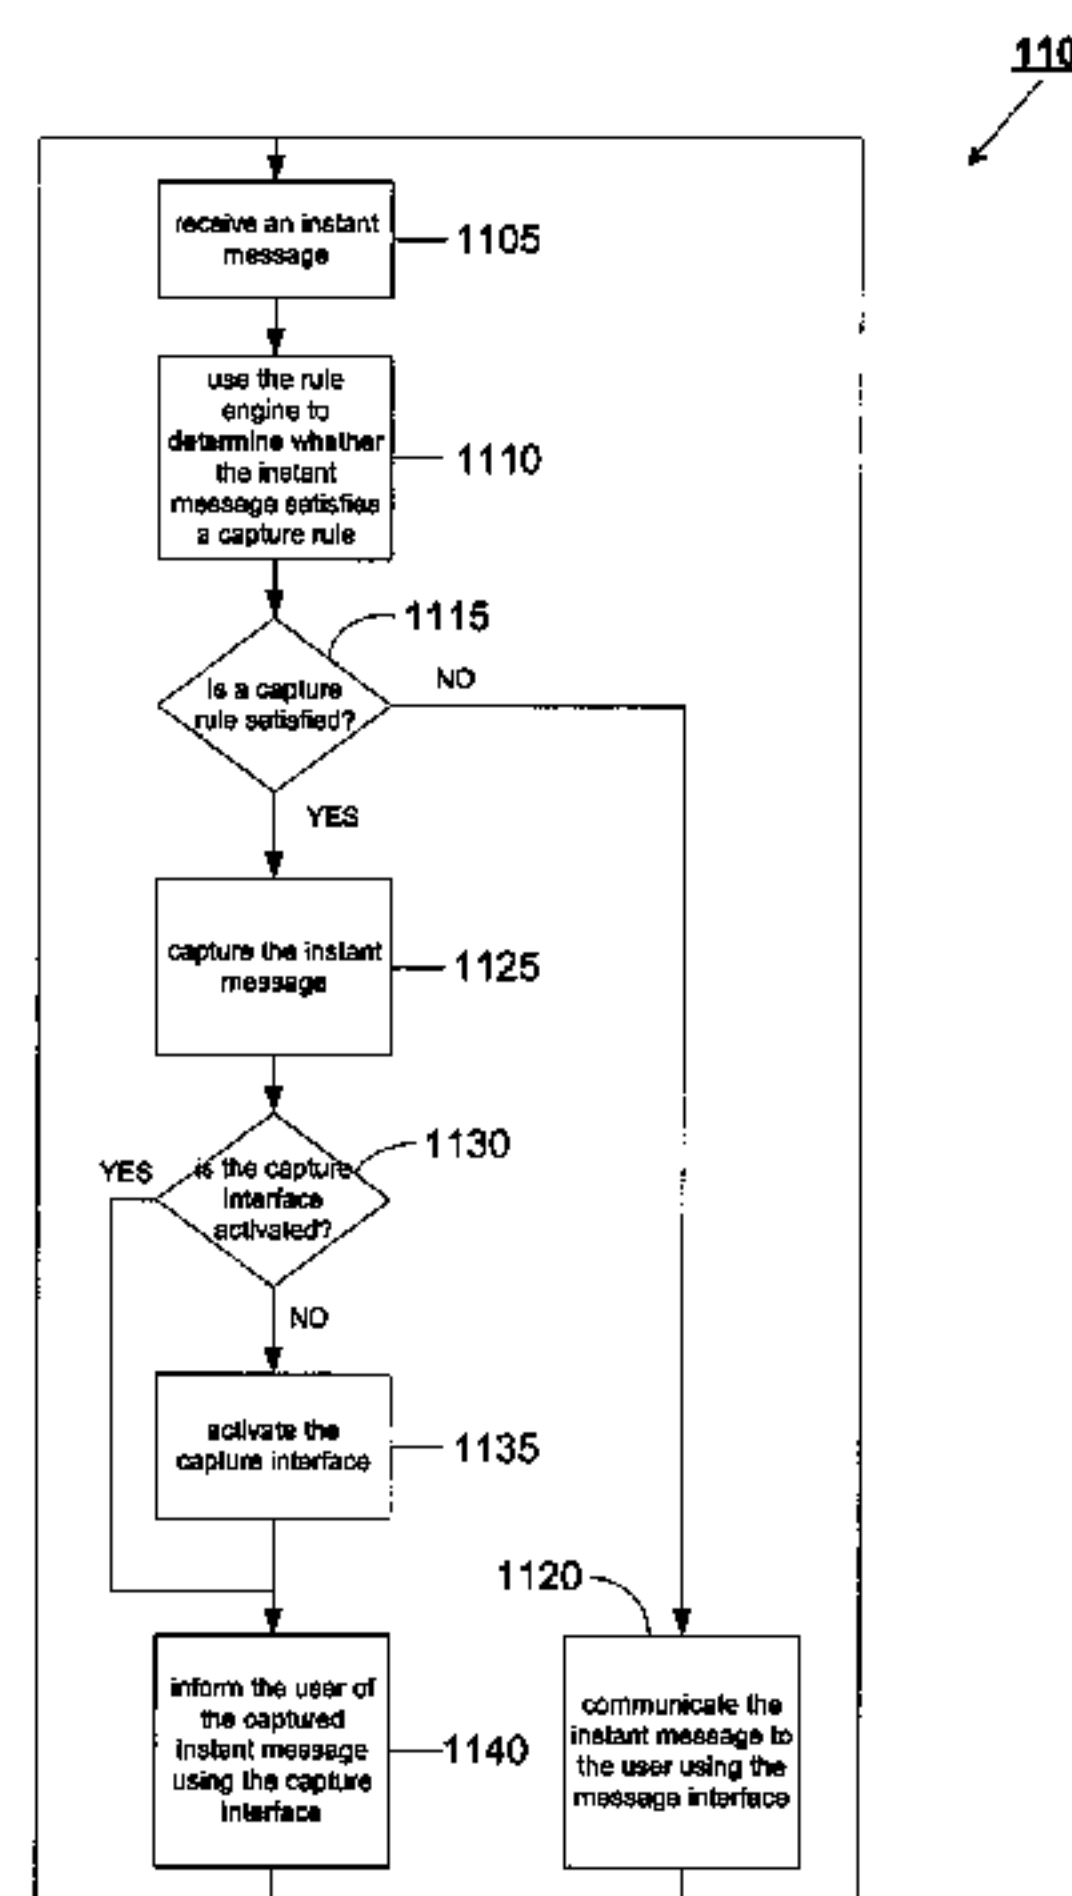 110
receive an instant
message
1105
use the rule
engine to
determine whether
the instant
message satisfies
a capture rule
1110
1115
is a capture
rule satisfied?
NO
YES
capture the instant
message
1125
1130
YES
is the capture
interface
activated?
NO
activate the
capture interface
1135
1120
inform the user of
the captured
instant message
using the capture
interface
1140
communicate the
instant message to
the user using the
message interface